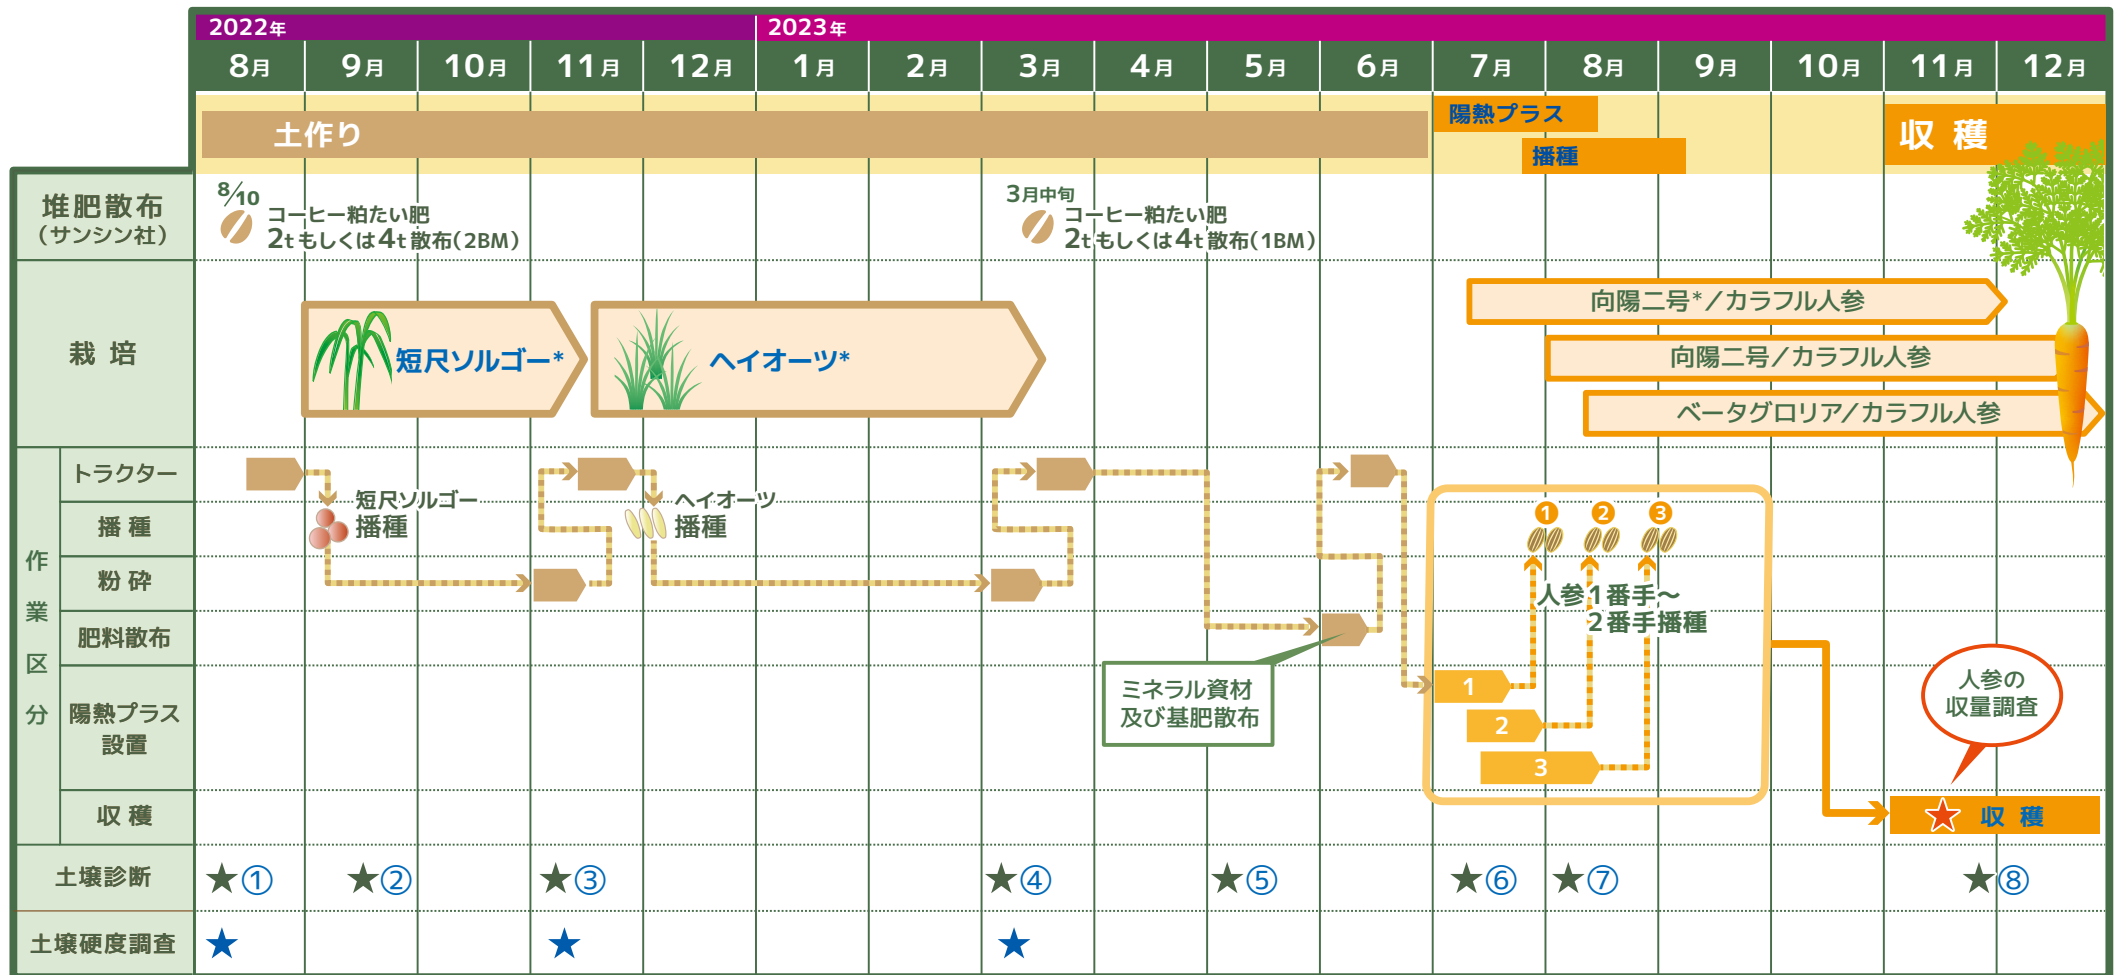 2022年
2023年
8月 9月 10月 11月 12月 1月 2月 3月 4月 5月 6月 7月 8月 9月 10月 11月 12月
土作り
陽熱プラス
播種
収穫
堆肥散布
（サンシン社）
8/10
コーヒー粕たい肥
2tもしくは4t散布（2BM）
3月中旬
コーヒー粕たい肥
2tもしくは4t散布（1BM）
栽培
短尺ソルゴー*
ヘイオーツ*
向陽二号*／カラフル人参
向陽二号／カラフル人参
ベータグロリア／カラフル人参
作業区分
トラクター
播種
短尺ソルゴー
播種
ヘイオーツ
播種
1 2 3
粉砕
人参1番手〜
2番手播種
肥料散布
ミネラル資材
及び基肥散布
陽熱プラス
設置
1
2
3
人参の
収量調査
収穫
★ 収穫
土壌診断
★① ★② ★③ ★④ ★⑤ ★⑥ ★⑦ ★⑧
土壌硬度調査
★ ★ ★